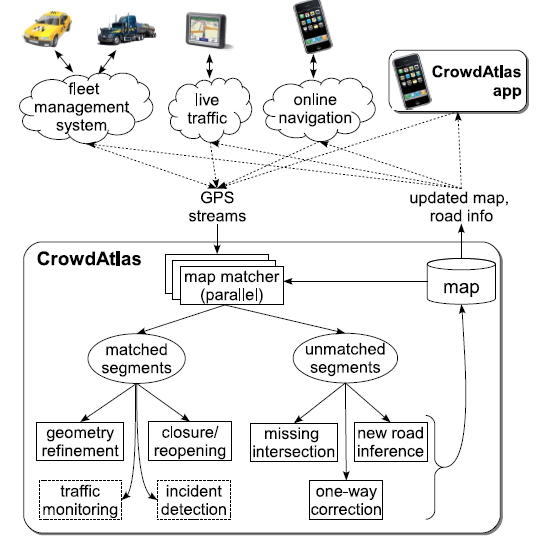 fleet
management
system
live
traffic
online
navigation
CrowdAtlas
app
GPS
streams
updated map,
road info
CrowdAtlas
map matcher
(parallel)
map
matched
segments
unmatched
segments
geometry
refinement
closure/
reopening
missing
intersection
new road
inference
traffic
monitoring
incident
detection
one-way
correction